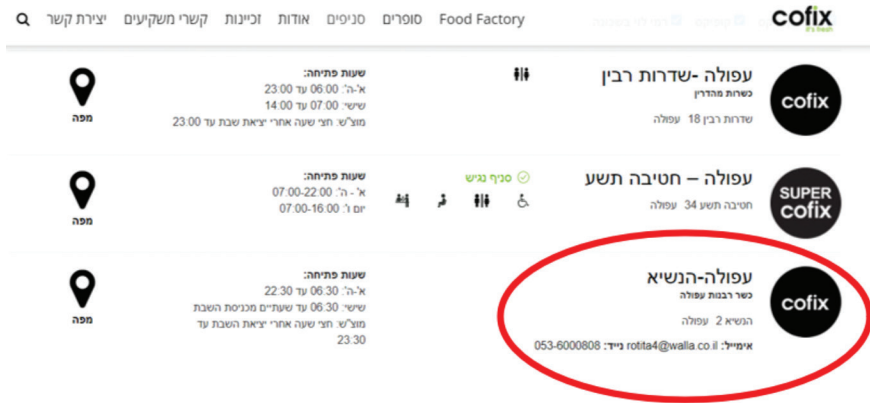 cofix
it's fresh
Food Factory סופרים סניפים אודות זכיינות קשרי משקיעים יצירת קשר
cofix
עפולה -שדרות רבין
כשרות מהדרין
שדרות רבין 18 עפולה
שעות פתיחה:
א'-ה': 06:00 עד 23:00
שישי: 07:00 עד 14:00
מוצ"ש: חצי שעה אחרי יציאת שבת עד 23:00
מפה
SUPER
cofix
עפולה – חטיבה תשע
חטיבה תשע 34 עפולה
סניף נגיש
שעות פתיחה:
א' - ה': 07:00-22:00
יום ו': 07:00-16:00
מפה
cofix
עפולה-הנשיא
כשר רבנות עפולה
הנשיא 2 עפולה
אימייל: rotita4@walla.co.il נייד: 053-6000808
שעות פתיחה:
א'-ה': 06:30 עד 22:30
שישי: 06:30 עד שעתיים מכניסת השבת
מוצ"ש: חצי שעה אחרי יציאת השבת עד
23:30
מפה